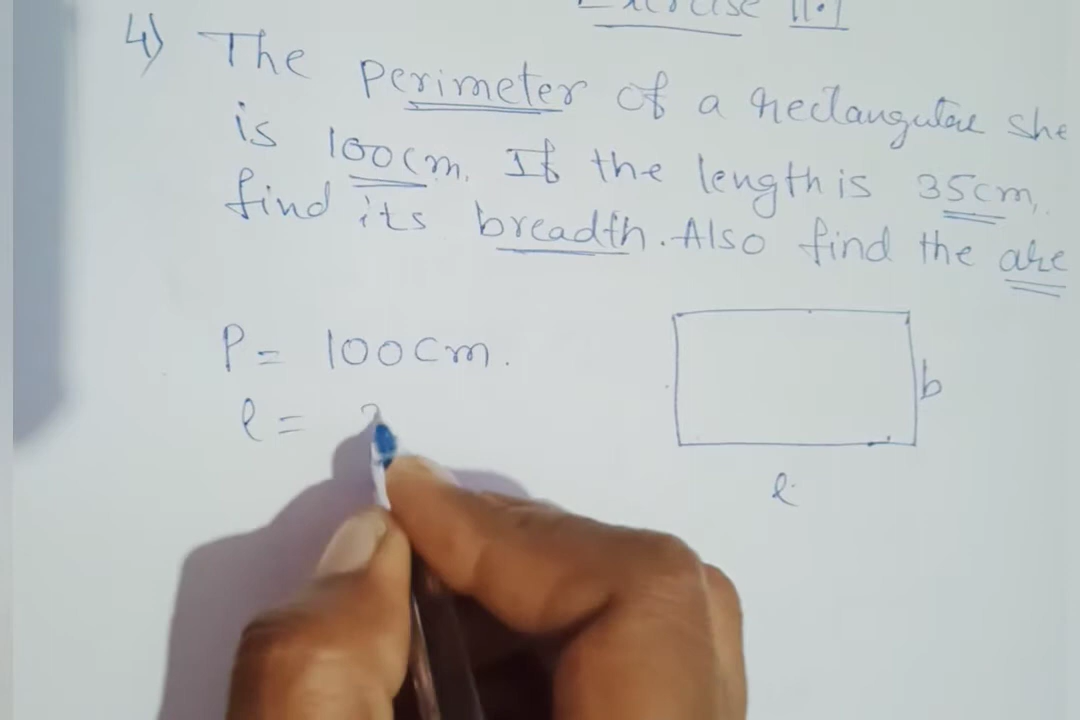 Exercise 11.1
4) The perimeter of a rectangular she
is 100cm. If the length is 35cm,
find its breadth. Also find the are
P = 100cm.
b
l =
l